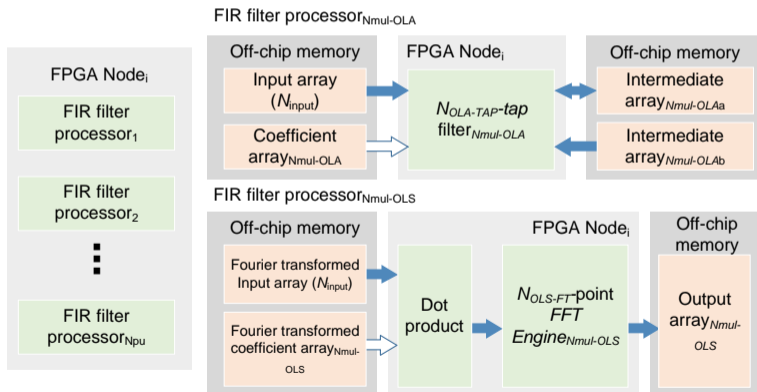 FIR filter processorNmul-OLA
FPGA Nodei
FIR filter
processor1
FIR filter
processor2
FIR filter
processorNpu
Off-chip memory
Input array
(Ninput)
Coefficient
arrayNmul-OLA
FPGA Nodei
NOLA-TAP-tap
filterNmul-OLA
Off-chip memory
Intermediate
arrayNmul-OLAa
Intermediate
arrayNmul-OLAb
FIR filter processorNmul-OLS
Off-chip memory
Fourier transformed
Input array (Ninput)
Fourier transformed
coefficient arrayNmul-
OLS
FPGA Nodei
Dot
product
NOLS-FT-point
FFT
EngineNmul-OLS
Off-chip
memory
Output
arrayNmul-
OLS